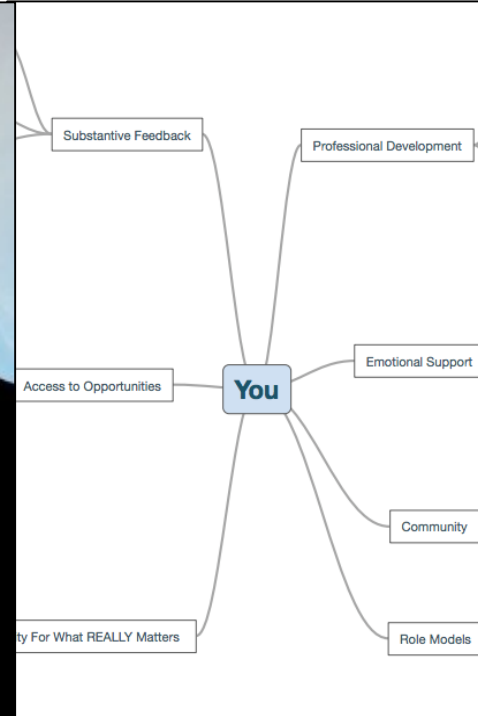 Substantive Feedback
Professional Development
Emotional Support
Access to Opportunities
You
Community
ty For What REALLY Matters
Role Models